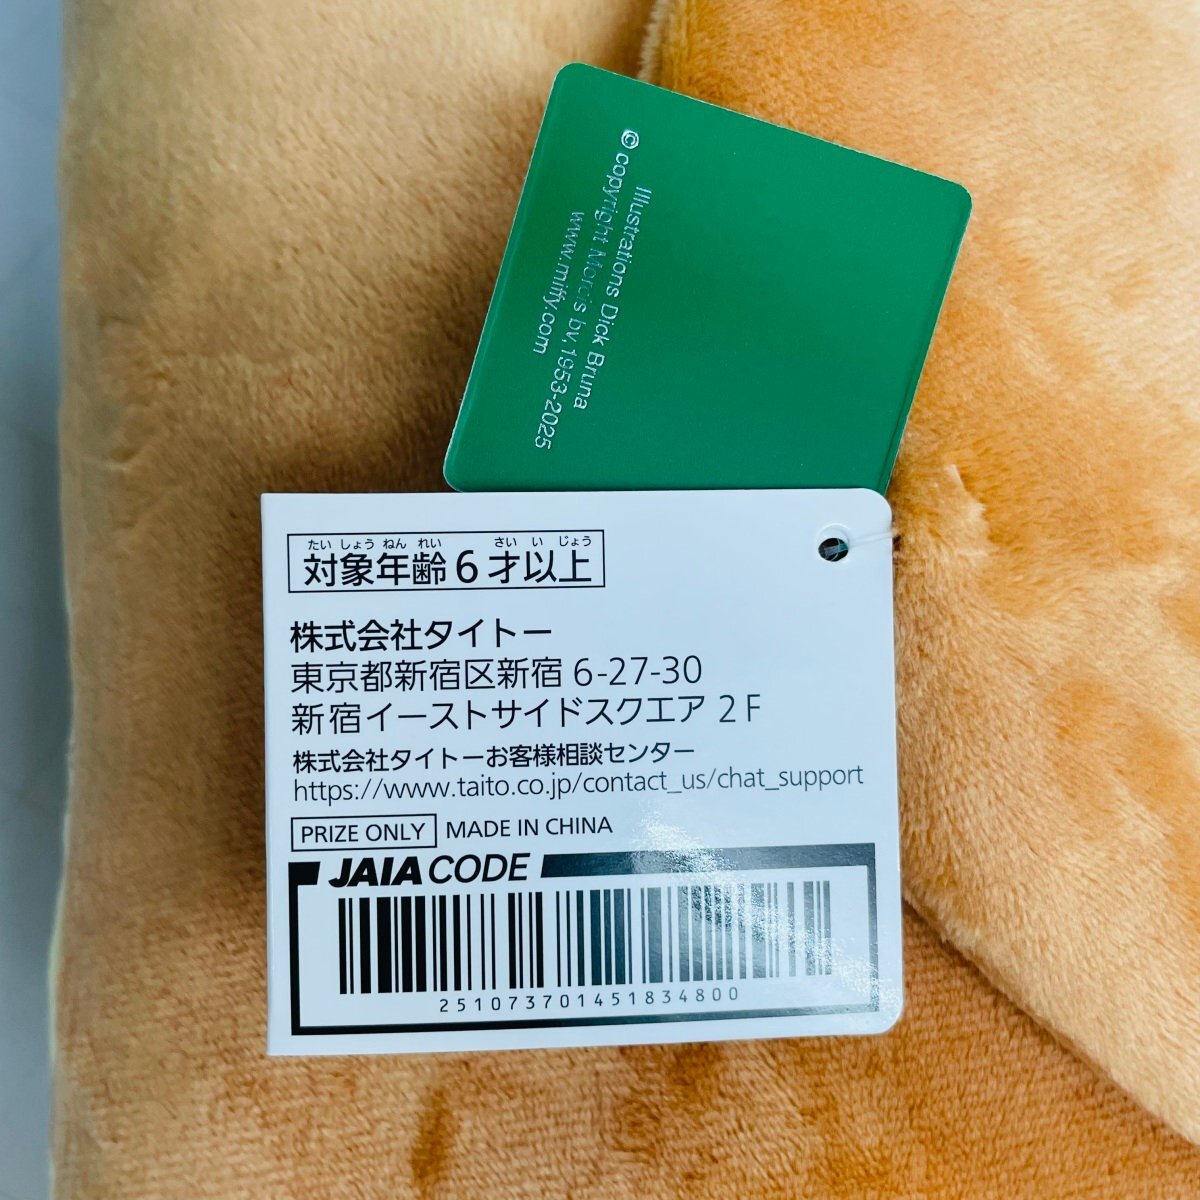 Illustrations Dick Bruna
© copyright Mercis bv,1953-2025
www.miffy.com
たい しょう ねん れい さい い じょう
対象年齢6才以上
株式会社タイトー
東京都新宿区新宿 6-27-30
新宿イーストサイドスクエア 2F
株式会社タイトーお客様相談センター
https://www.taito.co.jp/contact_us/chat_support
PRIZE ONLY MADE IN CHINA
JAIA CODE
251073701451834800